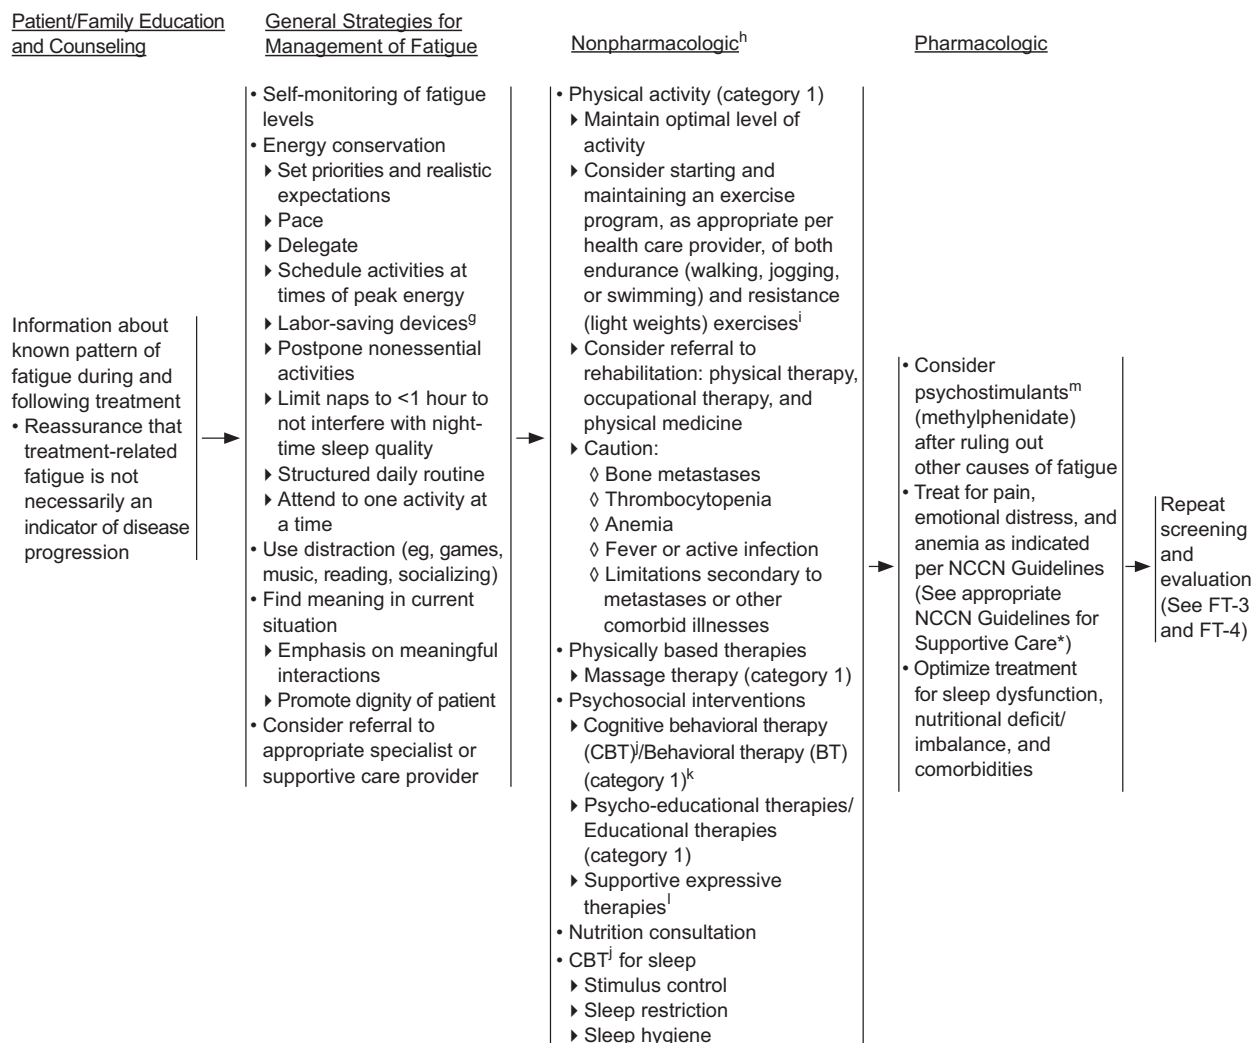 Patient/Family Education
and Counseling
Information about
known pattern of
fatigue during and
following treatment
• Reassurance that
treatment-related
fatigue is not
necessarily an
indicator of disease
progression
General Strategies for
Management of Fatigue
• Self-monitoring of fatigue
levels
• Energy conservation
▸ Set priorities and realistic
expectations
▸ Pace
▸ Delegate
▸ Schedule activities at
times of peak energy
▸ Labor-saving devicesᵍ
▸ Postpone nonessential
activities
▸ Limit naps to <1 hour to
not interfere with night-
time sleep quality
▸ Structured daily routine
▸ Attend to one activity at
a time
• Use distraction (eg, games,
music, reading, socializing)
• Find meaning in current
situation
▸ Emphasis on meaningful
interactions
▸ Promote dignity of patient
• Consider referral to
appropriate specialist or
supportive care provider
Nonpharmacologicʰ
• Physical activity (category 1)
▸ Maintain optimal level of
activity
▸ Consider starting and
maintaining an exercise
program, as appropriate per
health care provider, of both
endurance (walking, jogging,
or swimming) and resistance
(light weights) exercisesⁱ
▸ Consider referral to
rehabilitation: physical therapy,
occupational therapy, and
physical medicine
▸ Caution:
◊ Bone metastases
◊ Thrombocytopenia
◊ Anemia
◊ Fever or active infection
◊ Limitations secondary to
metastases or other
comorbid illnesses
• Physically based therapies
▸ Massage therapy (category 1)
• Psychosocial interventions
▸ Cognitive behavioral therapy
(CBT)ʲ/Behavioral therapy (BT)
(category 1)ᵏ
▸ Psycho-educational therapies/
Educational therapies
(category 1)
▸ Supportive expressive
therapiesˡ
• Nutrition consultation
• CBTʲ for sleep
▸ Stimulus control
▸ Sleep restriction
▸ Sleep hygiene
Pharmacologic
• Consider
psychostimulantsᵐ
(methylphenidate)
after ruling out
other causes of fatigue
• Treat for pain,
emotional distress, and
anemia as indicated
per NCCN Guidelines
(See appropriate
NCCN Guidelines for
Supportive Care*)
• Optimize treatment
for sleep dysfunction,
nutritional deficit/
imbalance, and
comorbidities
Repeat
screening
and
evaluation
(See FT-3
and FT-4)